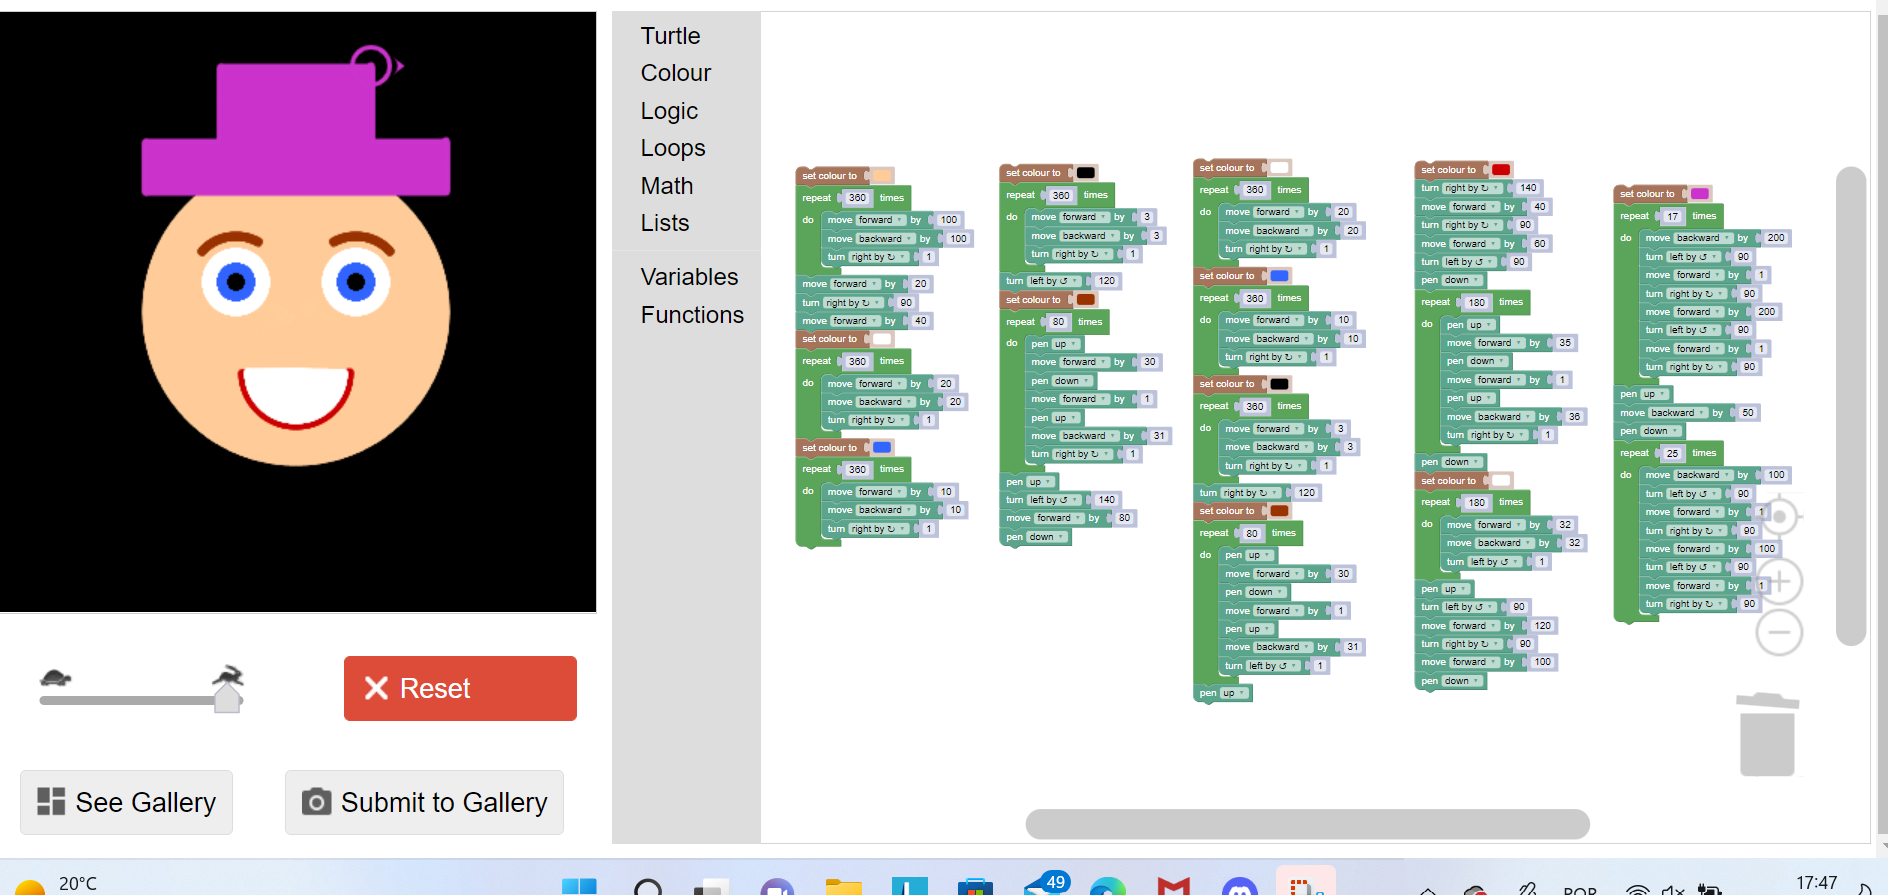 Turtle
Colour
Logic
Loops
Math
Lists
Variables
Functions
set colour to
repeat 360 times
do move forward by 100
move backward by 100
turn right by ↻ 1
move forward by 20
turn right by ↻ 90
move forward by 40
set colour to
repeat 360 times
do move forward by 20
move backward by 20
turn right by ↻ 1
set colour to
repeat 360 times
do move forward by 10
move backward by 10
turn right by ↻ 1
set colour to
repeat 360 times
do move forward by 3
move backward by 3
turn right by ↻ 1
turn left by ↺ 120
set colour to
repeat 80 times
do pen up
move forward by 30
pen down
move forward by 1
pen up
move backward by 31
turn right by ↻ 1
pen up
turn left by ↺ 140
move forward by 80
pen down
set colour to
repeat 360 times
do move forward by 20
move backward by 20
turn right by ↻ 1
set colour to
repeat 360 times
do move forward by 10
move backward by 10
turn right by ↻ 1
set colour to
repeat 360 times
do move forward by 3
move backward by 3
turn right by ↻ 1
turn right by ↻ 120
set colour to
repeat 80 times
do pen up
move forward by 30
pen down
move forward by 1
pen up
move backward by 31
turn left by ↺ 1
pen up
set colour to
turn right by ↻ 140
move forward by 40
turn right by ↻ 90
move forward by 60
turn left by ↺ 90
pen down
repeat 180 times
do pen up
move forward by 35
pen down
move forward by 1
pen up
move backward by 36
turn right by ↻ 1
pen down
set colour to
repeat 180 times
do move forward by 32
move backward by 32
turn left by ↺ 1
pen up
turn left by ↺ 90
move forward by 120
turn right by ↻ 90
move forward by 100
pen down
set colour to
repeat 17 times
do move backward by 200
turn left by ↺ 90
move forward by 1
turn right by ↻ 90
move forward by 200
turn left by ↺ 90
move forward by 1
turn right by ↻ 90
pen up
move backward by 50
pen down
repeat 25 times
do move backward by 100
turn left by ↺ 90
move forward by 1
turn right by ↻ 90
move forward by 100
turn left by ↺ 90
move forward by 1
turn right by ↻ 90
Reset
See Gallery
Submit to Gallery
20°C
49
POR
17:47